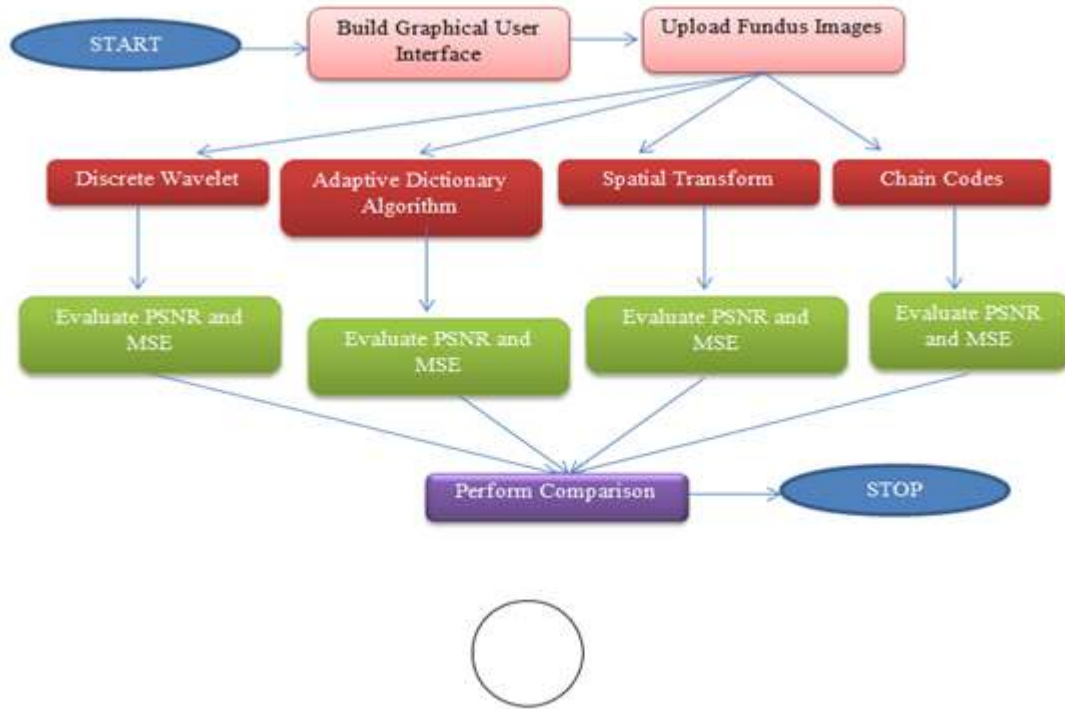 START
Build Graphical User
Interface
Upload Fundus Images
Discrete Wavelet
Adaptive Dictionary
Algorithm
Spatial Transform
Chain Codes
Evaluate PSNR and
MSE
Evaluate PSNR and
MSE
Evaluate PSNR and
MSE
Evaluate PSNR
and MSE
Perform Comparison
STOP